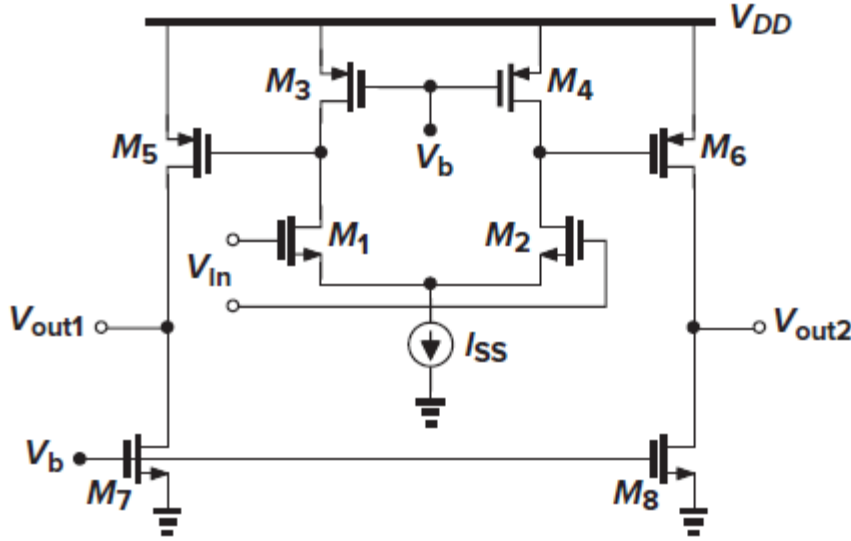 V_DD
M_3
M_4
M_5
V_b
M_6
M_1
M_2
V_in
V_out1
I_SS
V_out2
V_b
M_7
M_8